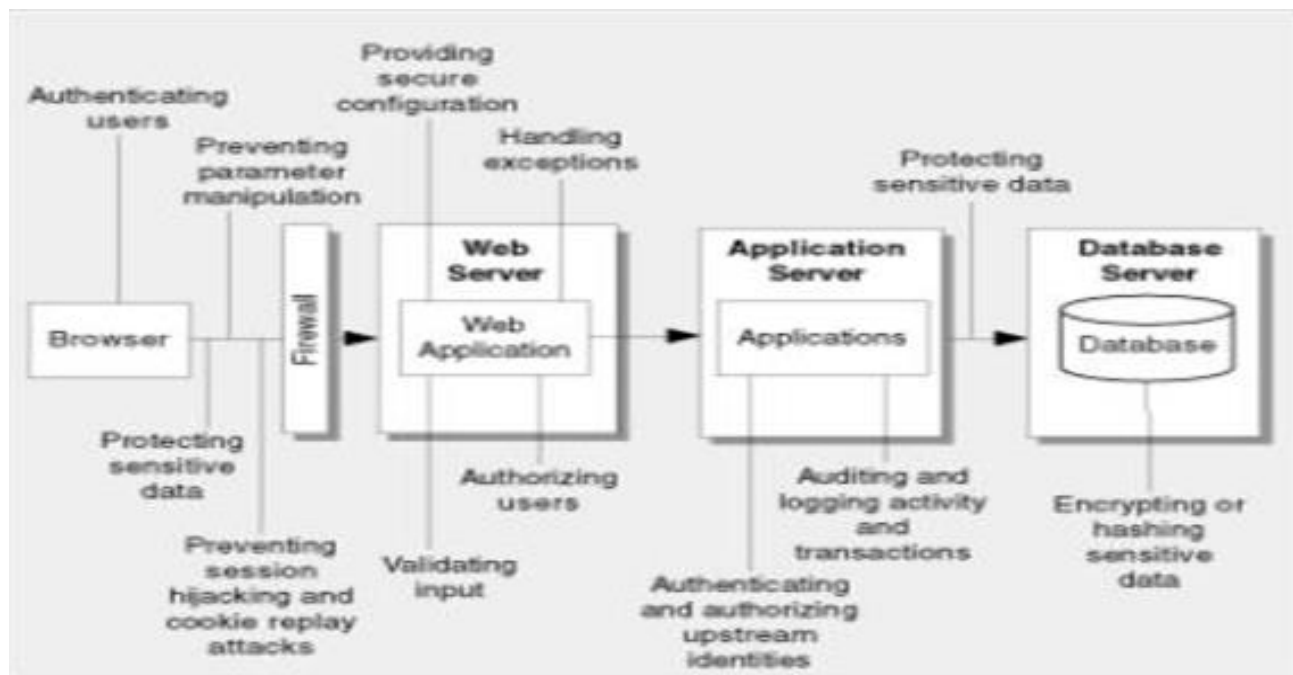 Providing
secure
configuration
Authenticating
users
Preventing
parameter
manipulation
Handling
exceptions
Protecting
sensitive data
Web
Server
Application
Server
Database
Server
Browser
Firewall
Web
Application
Applications
Database
Protecting
sensitive
data
Authorizing
users
Auditing and
logging activity
and
transactions
Encrypting or
hashing
sensitive
data
Preventing
session
hijacking and
cookie replay
attacks
Validating
input
Authenticating
and authorizing
upstream
identities